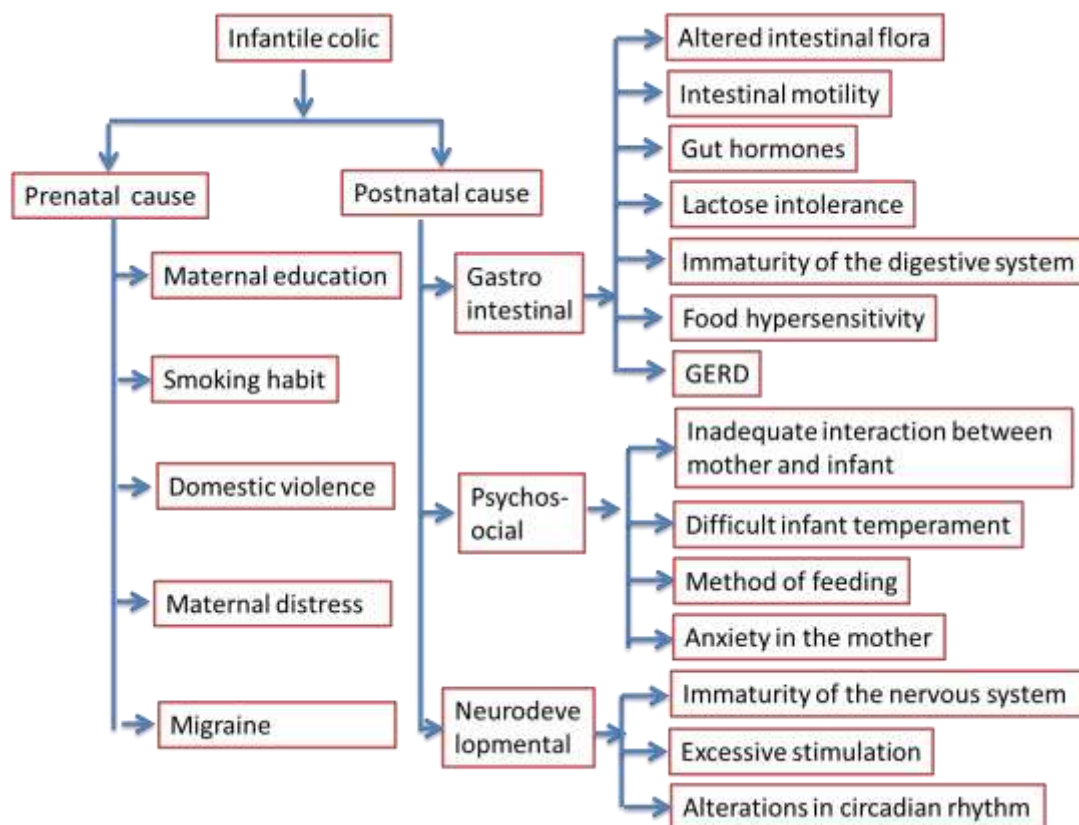 Infantile colic
Prenatal cause
Maternal education
Smoking habit
Domestic violence
Maternal distress
Migraine
Postnatal cause
Gastro
intestinal
Altered intestinal flora
Intestinal motility
Gut hormones
Lactose intolerance
Immaturity of the digestive system
Food hypersensitivity
GERD
Psychos-
ocial
Inadequate interaction between
mother and infant
Difficult infant temperament
Method of feeding
Anxiety in the mother
Neurodeve
lopmental
Immaturity of the nervous system
Excessive stimulation
Alterations in circadian rhythm